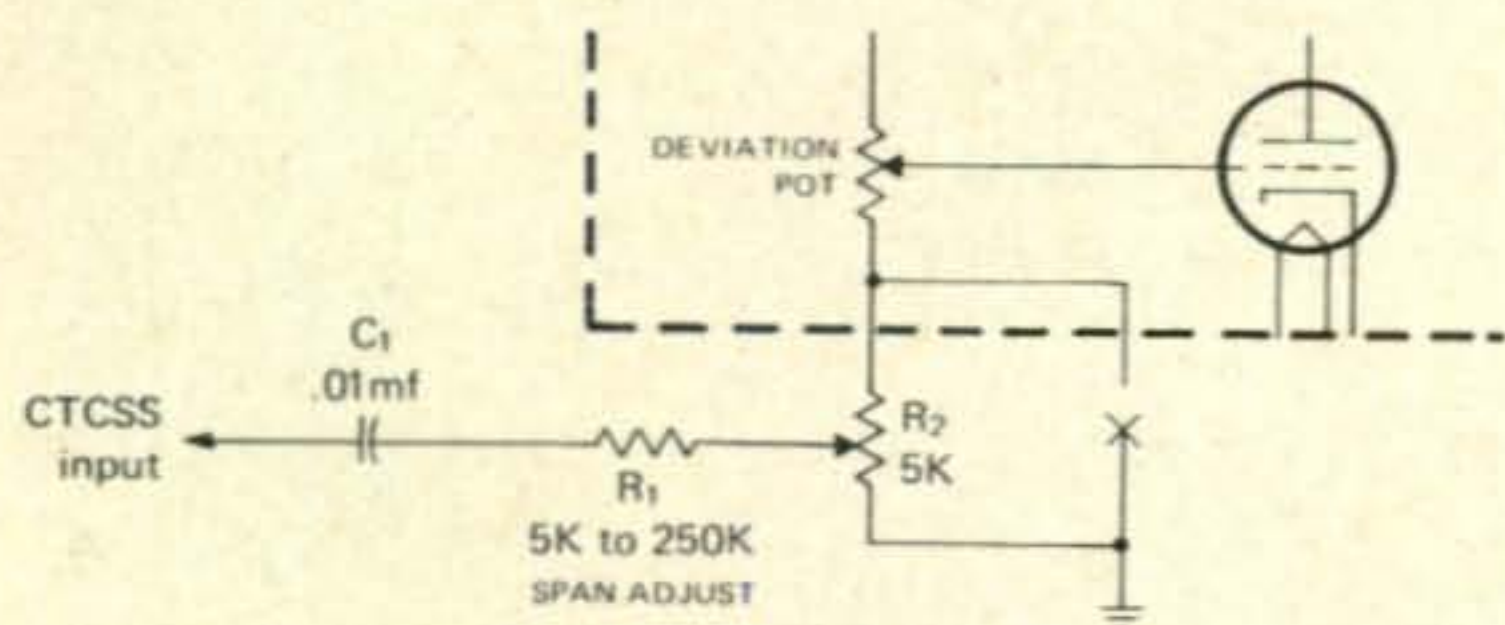 DEVIATION
POT
C₁
.01mf
CTCSS
input
R₁
5K to 250K
SPAN ADJUST
R₂
5K